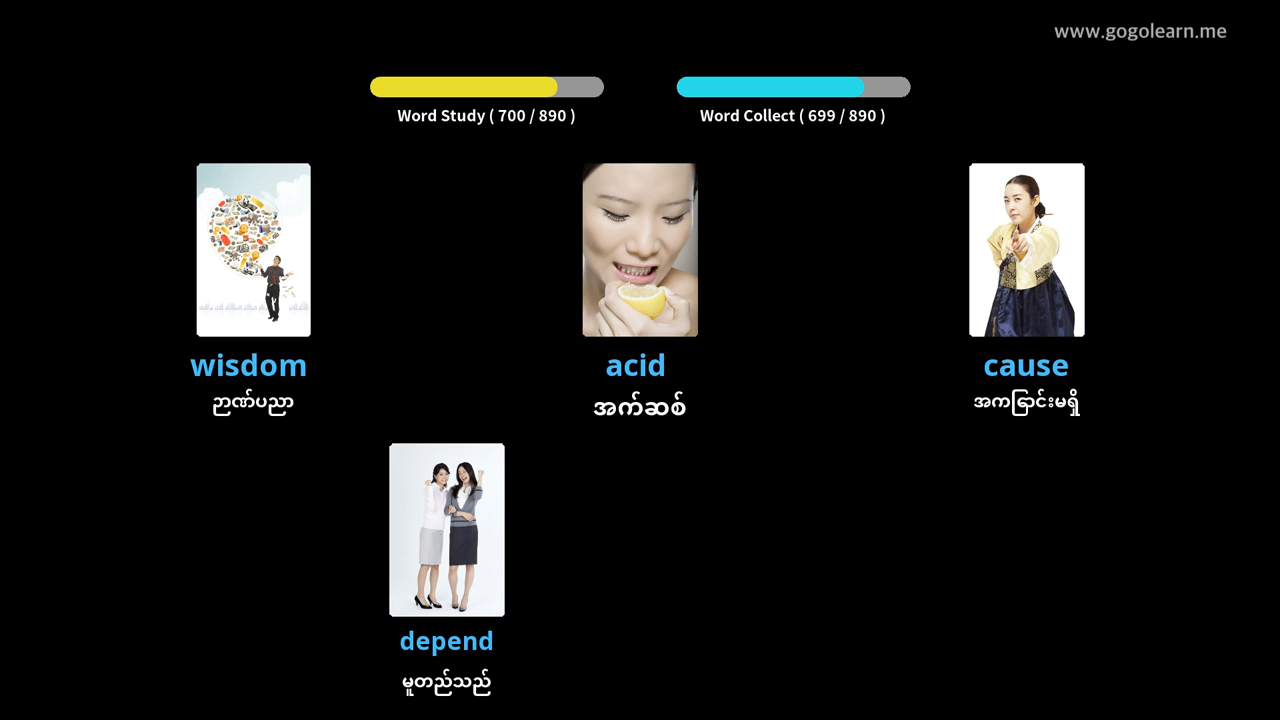 www.gogolearn.me
Word Study ( 700 / 890 )
Word Collect ( 699 / 890 )
wisdom
ဉာဏ်ပညာ
acid
အက်ဆစ်
cause
အကြောင်းမရှိ
depend
မူတည်သည်